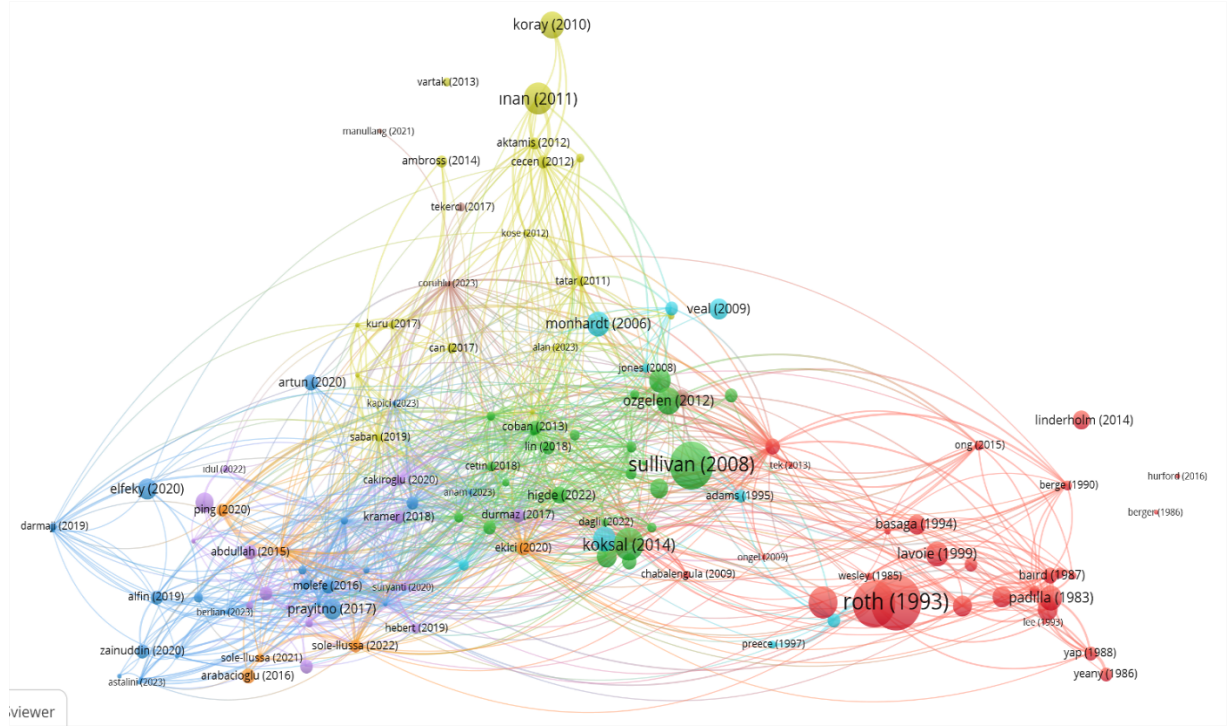 koray (2010)
vartak (2013)
ınan (2011)
manullang (2021)
aktamis (2012)
ambross (2014)
cecen (2012)
tekerci (2017)
kose (2012)
tatar (2011)
coruhlu (2023)
veal (2009)
kuru (2017)
monhardt (2006)
can (2017)
alan (2023)
jones (2008)
artun (2020)
ozgelen (2012)
kapici (2023)
linderholm (2014)
coban (2013)
saban (2019)
lin (2018)
ong (2015)
sullivan (2008)
tek (2013)
idul (2022)
cetin (2018)
cakiroglu (2020)
hurford (2016)
berge (1990)
elfeky (2020)
anam (2023)
higde (2022)
adams (1995)
ping (2020)
kramer (2018)
durmaz (2017)
berger (1986)
darmaji (2019)
dagli (2022)
basaga (1994)
abdullah (2015)
ekici (2020)
koksal (2014)
lavoie (1999)
ongel (2009)
chabalengula (2009)
wesley (1985)
baird (1987)
molefe (2016)
suryanti (2020)
alfin (2019)
padilla (1983)
roth (1993)
prayitno (2017)
berlian (2023)
lee (1993)
hebert (2019)
preece (1997)
sole-llussa (2022)
zainuddin (2020)
sole-llussa (2021)
yap (1988)
arabacioglu (2016)
yeany (1986)
astalini (2023)
viewer